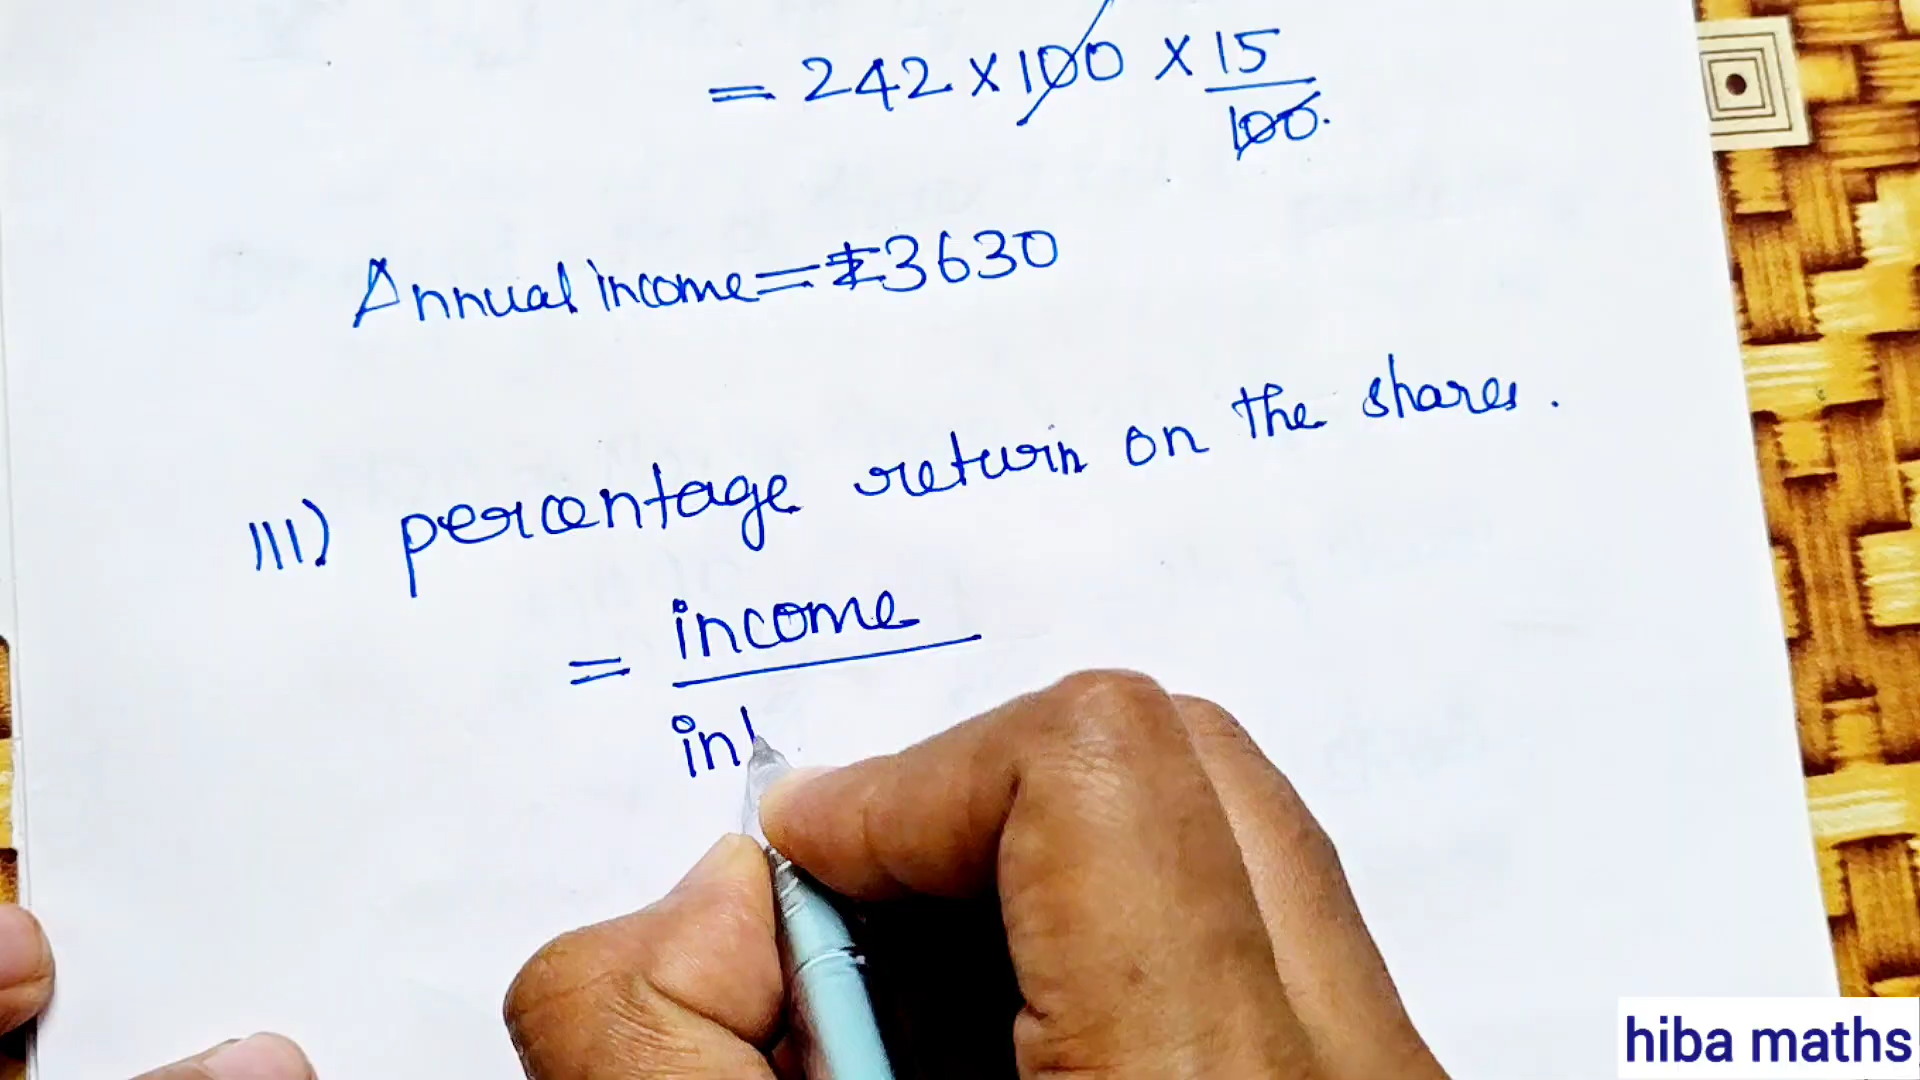 = 242 × 100 × 15/100.
Annual income = ₹3630
III) percentage return on the shares.
= income
in
hiba maths